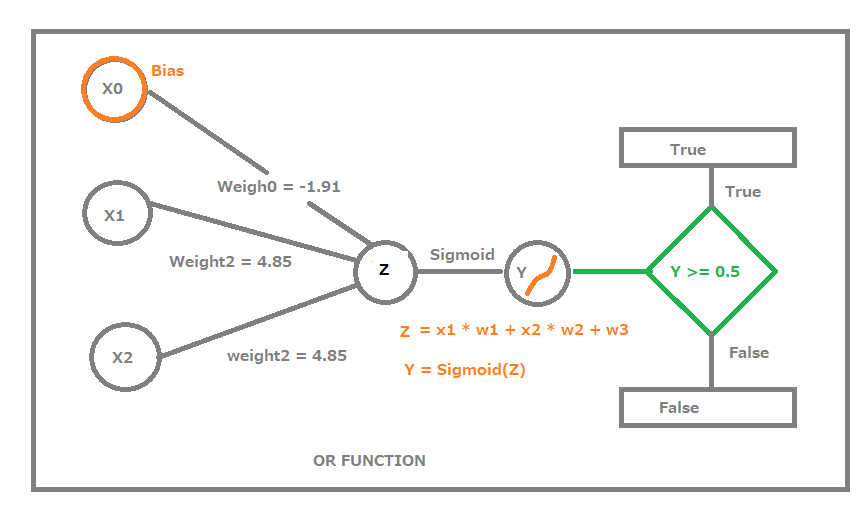 Bias
X0
True
Weigh0 = -1.91
True
X1
Weight2 = 4.85
Sigmoid
Z
Y
Y >= 0.5
Z = x1 * w1 + x2 * w2 + w3
X2
weight2 = 4.85
Y = Sigmoid(Z)
False
False
OR FUNCTION